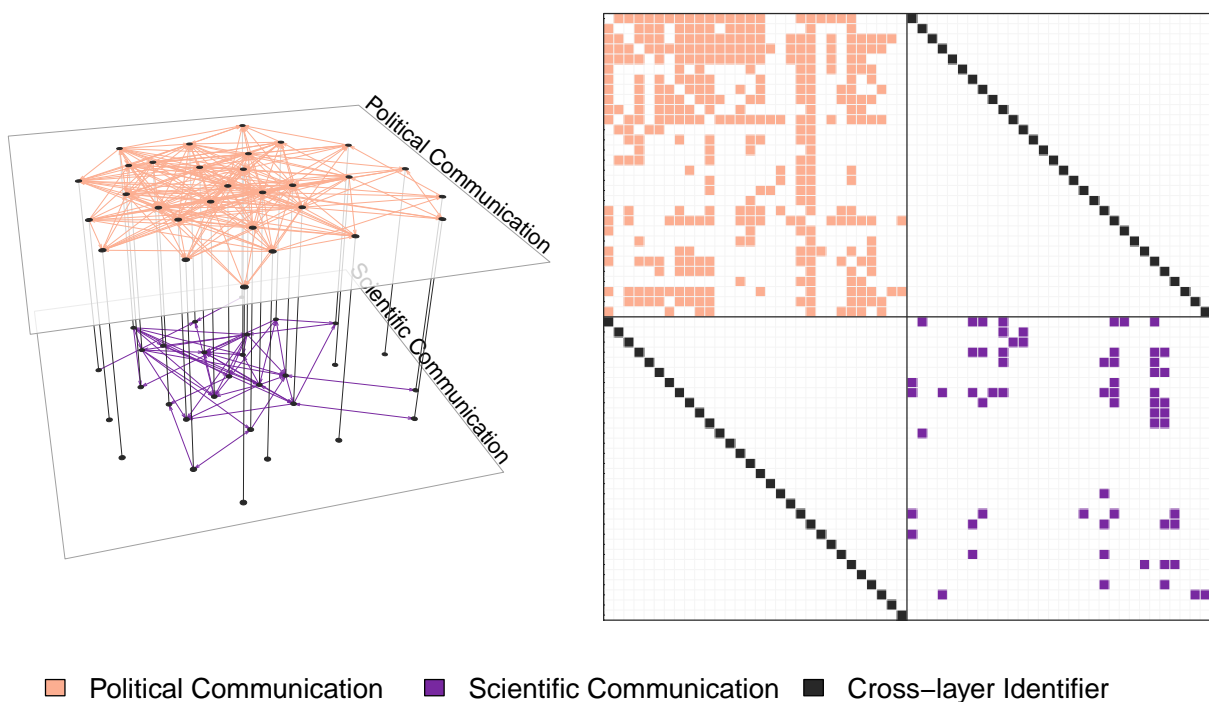 Political Communication
Scientific Communication
Political Communication
Scientific Communication
Cross−layer Identifier